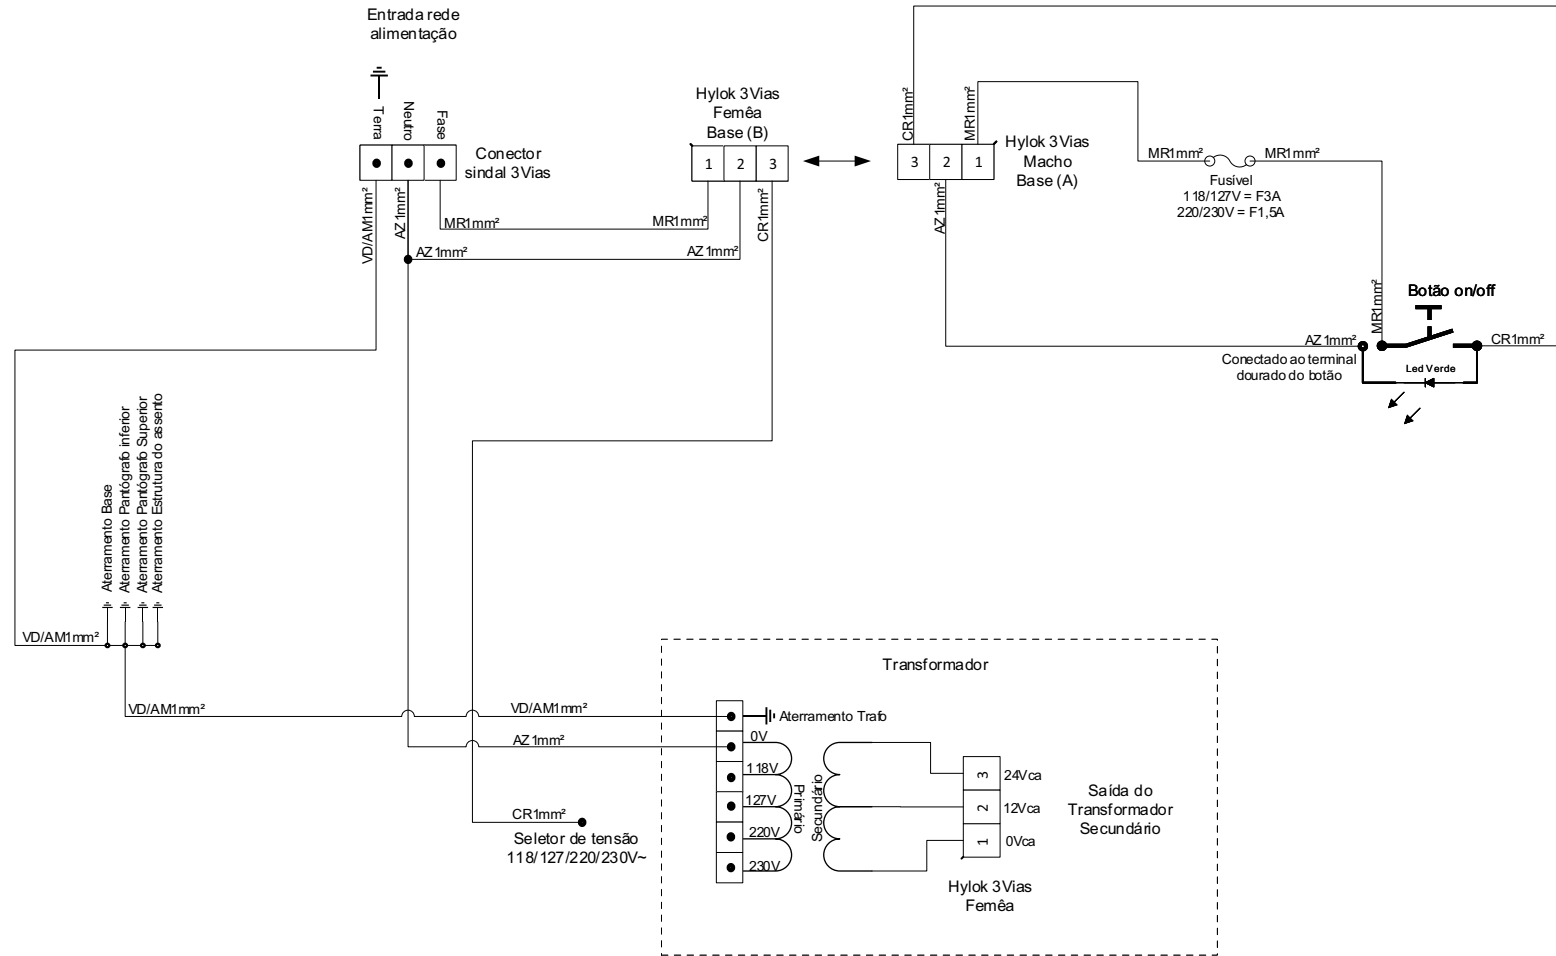 Entrada rede
alimentação
Terra
Neutro
Fase
Conector
sindal 3Vias
VD/AM1mm²
AZ1mm²
MR1mm²
MR1mm²
AZ1mm²
AZ1mm²
Hylok 3Vias
Femêa
Base (B)
1 2 3
CR1mm²
CR1mm²
MR1mm²
3 2 1
Hylok 3Vias
Macho
Base (A)
AZ1mm²
MR1mm²
MR1mm²
Fusível
118/127V = F3A
220/230V = F1,5A
MR1mm²
Botão on/off
AZ1mm²
CR1mm²
Conectado ao terminal
dourado do botão
Led Verde
Aterramento Base
Aterramento Pantógrafo inferior
Aterramento Pantógrafo Superior
Aterramento Estrutura do assento
VD/AM1mm²
VD/AM1mm²
VD/AM1mm²
AZ1mm²
CR1mm²
Seletor de tensão
118/127/220/230V~
Transformador
Aterramento Trafo
0V
118V
127V
220V
230V
Primário
Secundário
3
24Vca
2
12Vca
1
0Vca
Hylok 3Vias
Femêa
Saída do
Transformador
Secundário